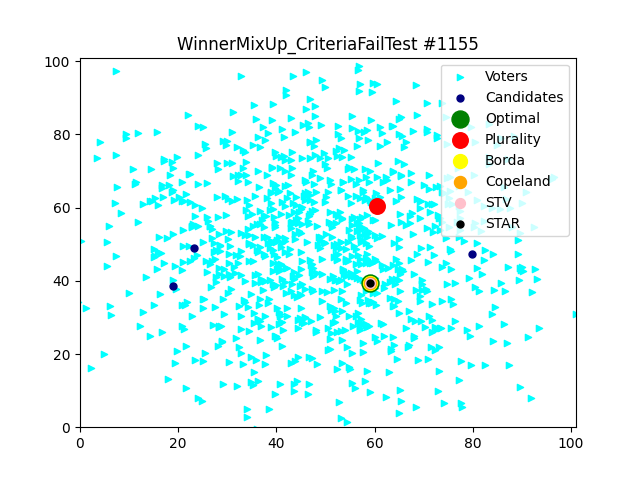 WinnerMixUp_CriteriaFailTest #1155
100
80
60
40
20
0
0
20
40
60
80
100
Voters
Candidates
Optimal
Plurality
Borda
Copeland
STV
STAR